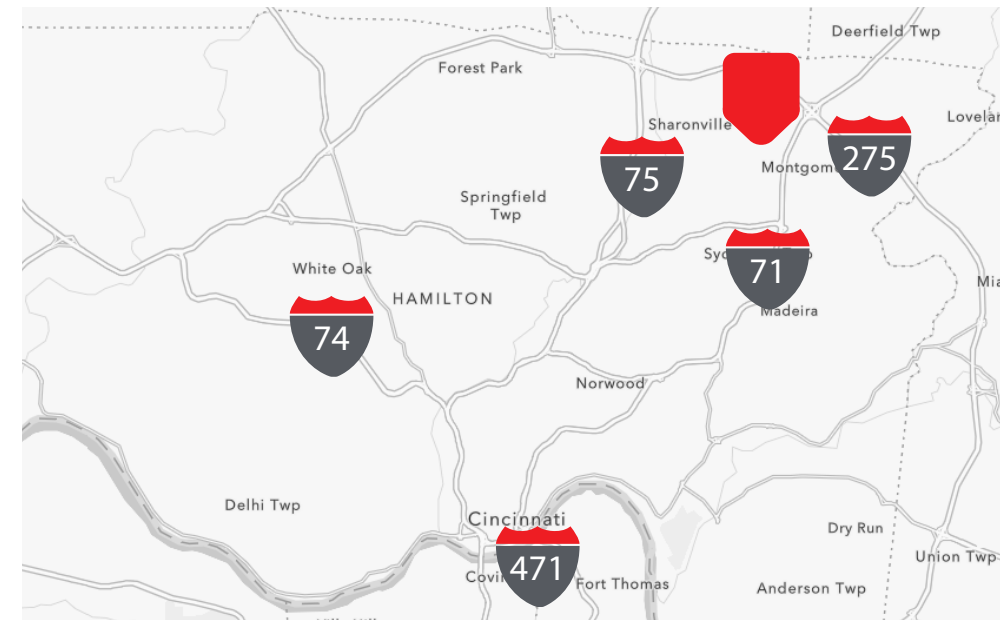 Deerfield Twp
Forest Park
Sharonville
Montgom
275
75
Springfield
Twp
71
White Oak
HAMILTON
Madeira
74
Norwood
Delhi Twp
Cincinnati
Dry Run
Union Twp
471
Fort Thomas
Anderson Twp